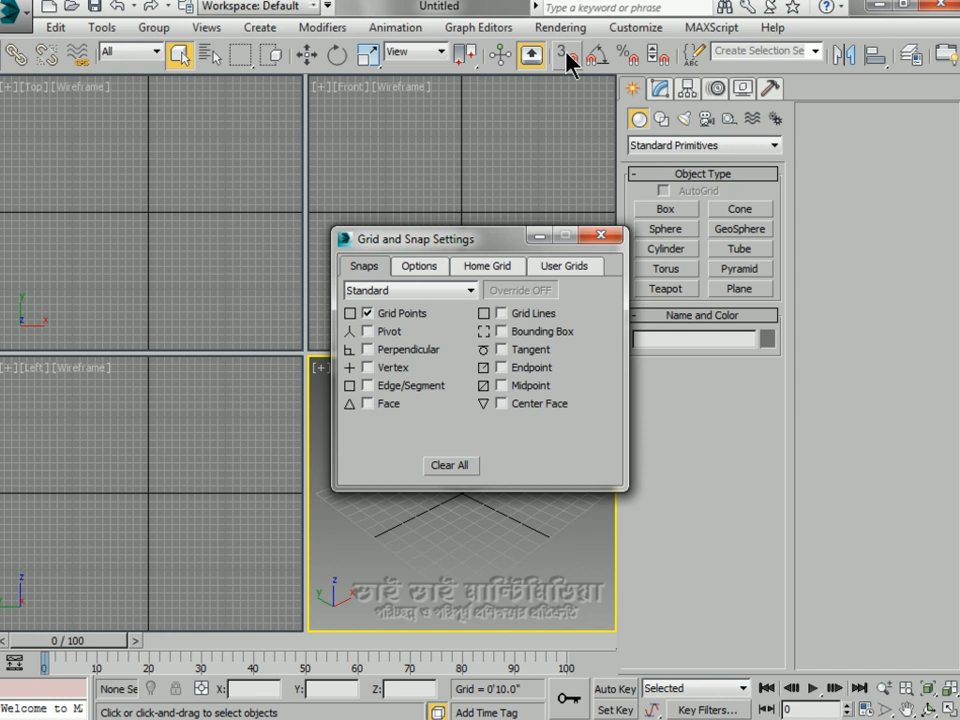 Workspace: Default
Untitled
Type a keyword or phrase
Edit Tools Group Views Create Modifiers Animation Graph Editors Rendering Customize MAXScript Help
All View 3 Create Selection Se
[+][Top][Wireframe]
[+][Front][Wireframe]
Standard Primitives
Object Type
AutoGrid
Box Cone
Sphere GeoSphere
Cylinder Tube
Torus Pyramid
Teapot Plane
Name and Color
Grid and Snap Settings
Snaps Options Home Grid User Grids
Standard Override OFF
Grid Points Grid Lines
Pivot Bounding Box
Perpendicular Tangent
Vertex Endpoint
Edge/Segment Midpoint
Face Center Face
Clear All
[+][Left][Wireframe]
[+]
ভাই ভাই মাল্টিমিডিয়া
0 / 100
0 10 20 30 40 50 60 70 80 90 100
None Se X: Y: Z: Grid = 0'10.0" Auto Key Selected
Welcome to M Click or click-and-drag to select objects Add Time Tag Set Key Key Filters... 0